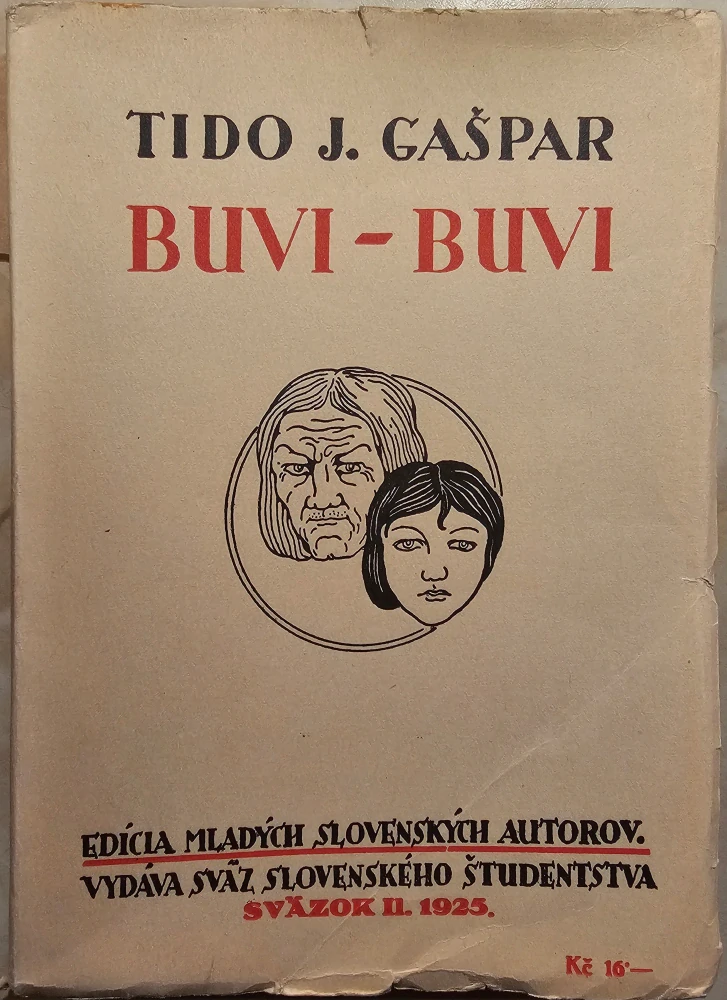 TIDO J. GAŠPAR
BUVI - BUVI
EDÍCIA MLADÝCH SLOVENSKÝCH AUTOROV.
VYDÁVA SVÄZ SLOVENSKÉHO ŠTUDENTSTVA
SVÄZOK II. 1925.
Kč 16·—